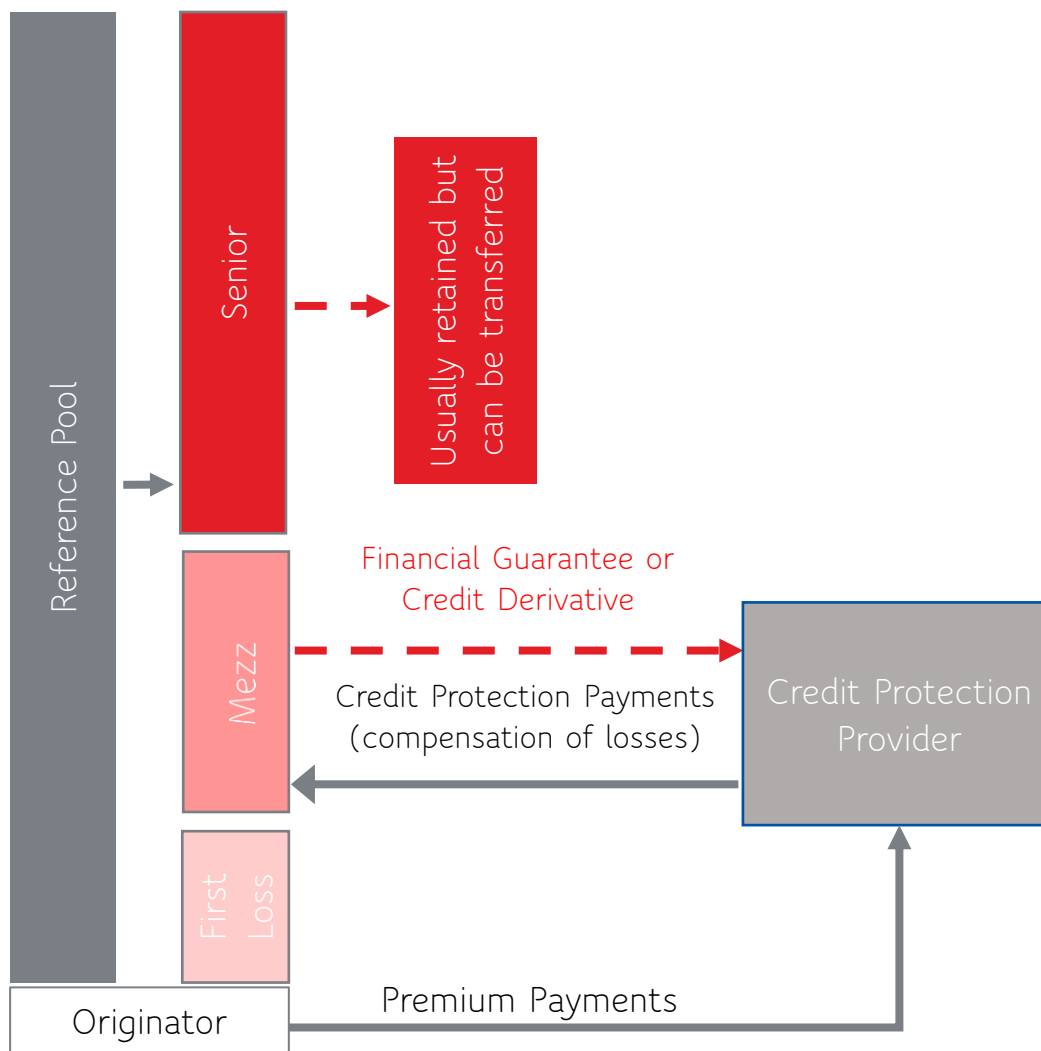 Reference Pool
Senior
Usually retained but
can be transferred
Financial Guarantee or
Credit Derivative
Mezz
Credit Protection Payments
(compensation of losses)
Credit Protection
Provider
First
Loss
Originator
Premium Payments